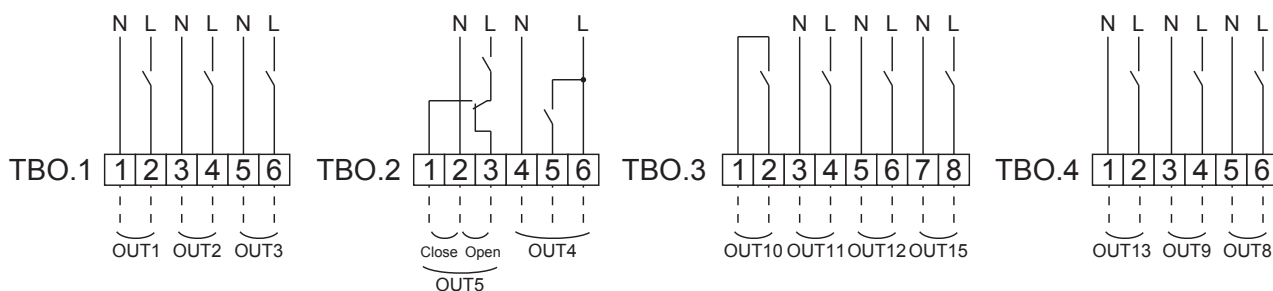 N L N L N L
N L N L
N L N L N L
N L N L N L
TBO.1 1 2 3 4 5 6
TBO.2 1 2 3 4 5 6
TBO.3 1 2 3 4 5 6 7 8
TBO.4 1 2 3 4 5 6
OUT1 OUT2 OUT3
Close Open OUT4
OUT5
OUT10 OUT11 OUT12 OUT15
OUT13 OUT9 OUT8